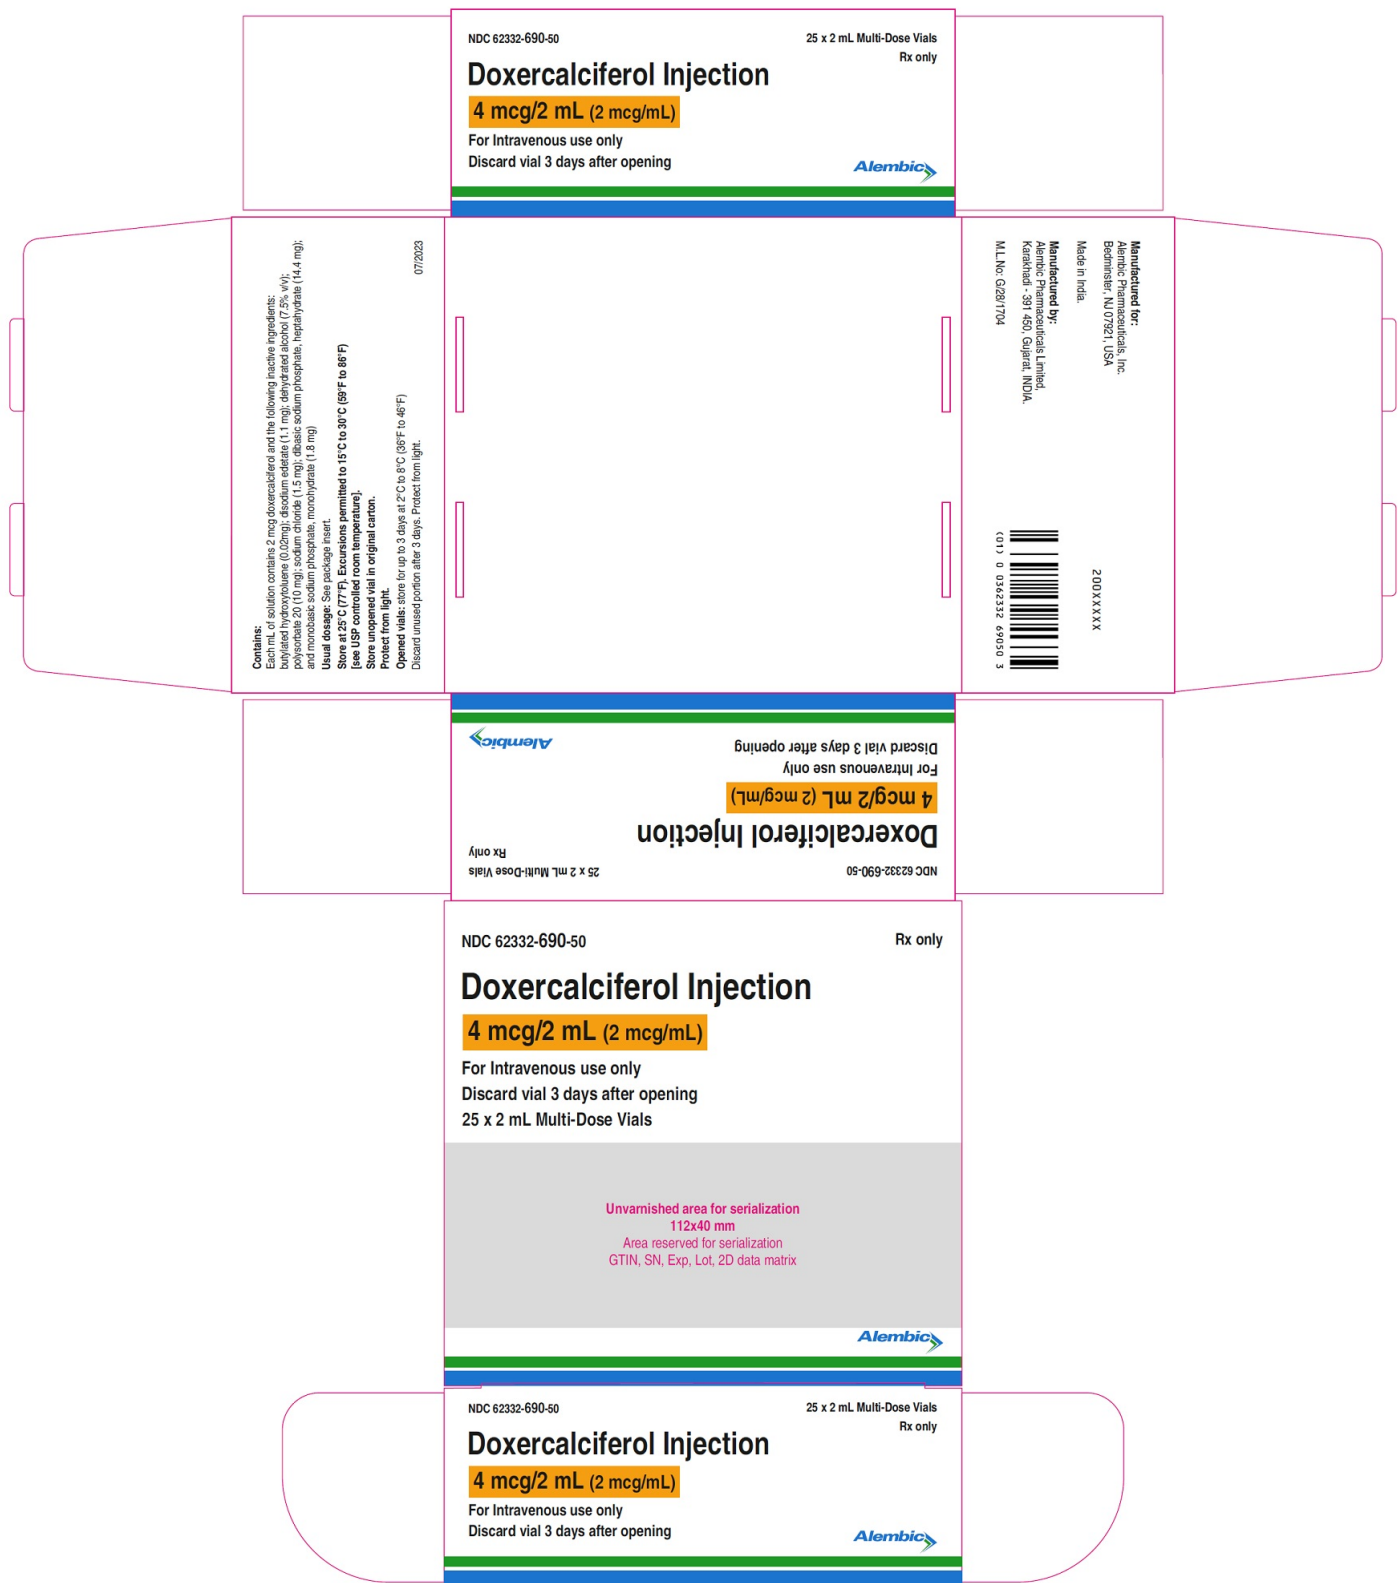 NDC 62332-690-50
25 x 2 mL Multi-Dose Vials
Rx only
Doxercalciferol Injection
4 mcg/2 mL (2 mcg/mL)
For Intravenous use only
Discard vial 3 days after opening
Alembic
Contains:
Each mL of solution contains 2 mcg doxercalciferol and the following inactive ingredients:
butylated hydroxytoluene (0.02mg); disodium edetate (1.1 mg); dehydrated alcohol (7.5% v/v);
polysorbate 20 (10 mg); sodium chloride (1.5 mg); dibasic sodium phosphate, heptahydrate (14.4 mg);
and monobasic sodium phosphate, monohydrate (1.8 mg)
Usual dosage: See package insert.
Store at 25°C (77°F). Excursions permitted to 15°C to 30°C (59°F to 86°F)
[see USP controlled room temperature].
Store unopened vial in original carton.
Protect from light.
Opened vials: store for up to 3 days at 2°C to 8°C (36°F to 46°F)
Discard unused portion after 3 days. Protect from light.
07/2023
Manufactured for:
Alembic Pharmaceuticals, Inc.
Bedminster, NJ 07921, USA
Made in India.
Manufactured by:
Alembic Pharmaceuticals Limited,
Karakhadi - 391 450, Gujarat, INDIA.
M.L.No: G/28/1704
200XXXXX
(01) 0 0362332 69050 3
NDC 62332-690-50
25 x 2 mL Multi-Dose Vials
Rx only
Doxercalciferol Injection
4 mcg/2 mL (2 mcg/mL)
For Intravenous use only
Discard vial 3 days after opening
Alembic
NDC 62332-690-50
Rx only
Doxercalciferol Injection
4 mcg/2 mL (2 mcg/mL)
For Intravenous use only
Discard vial 3 days after opening
25 x 2 mL Multi-Dose Vials
Unvarnished area for serialization
112x40 mm
Area reserved for serialization
GTIN, SN, Exp, Lot, 2D data matrix
Alembic
NDC 62332-690-50
25 x 2 mL Multi-Dose Vials
Rx only
Doxercalciferol Injection
4 mcg/2 mL (2 mcg/mL)
For Intravenous use only
Discard vial 3 days after opening
Alembic